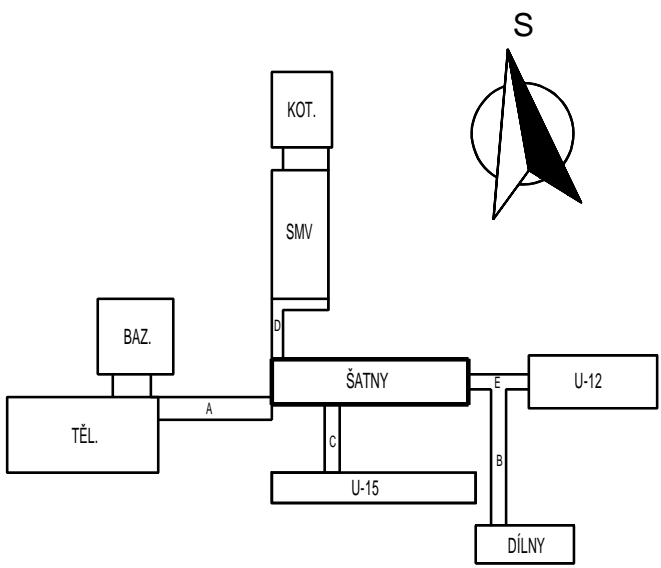 S
KOT.
SMV
D
BAZ.
ŠATNY
E
U-12
A
TĚL.
C
B
U-15
DÍLNY